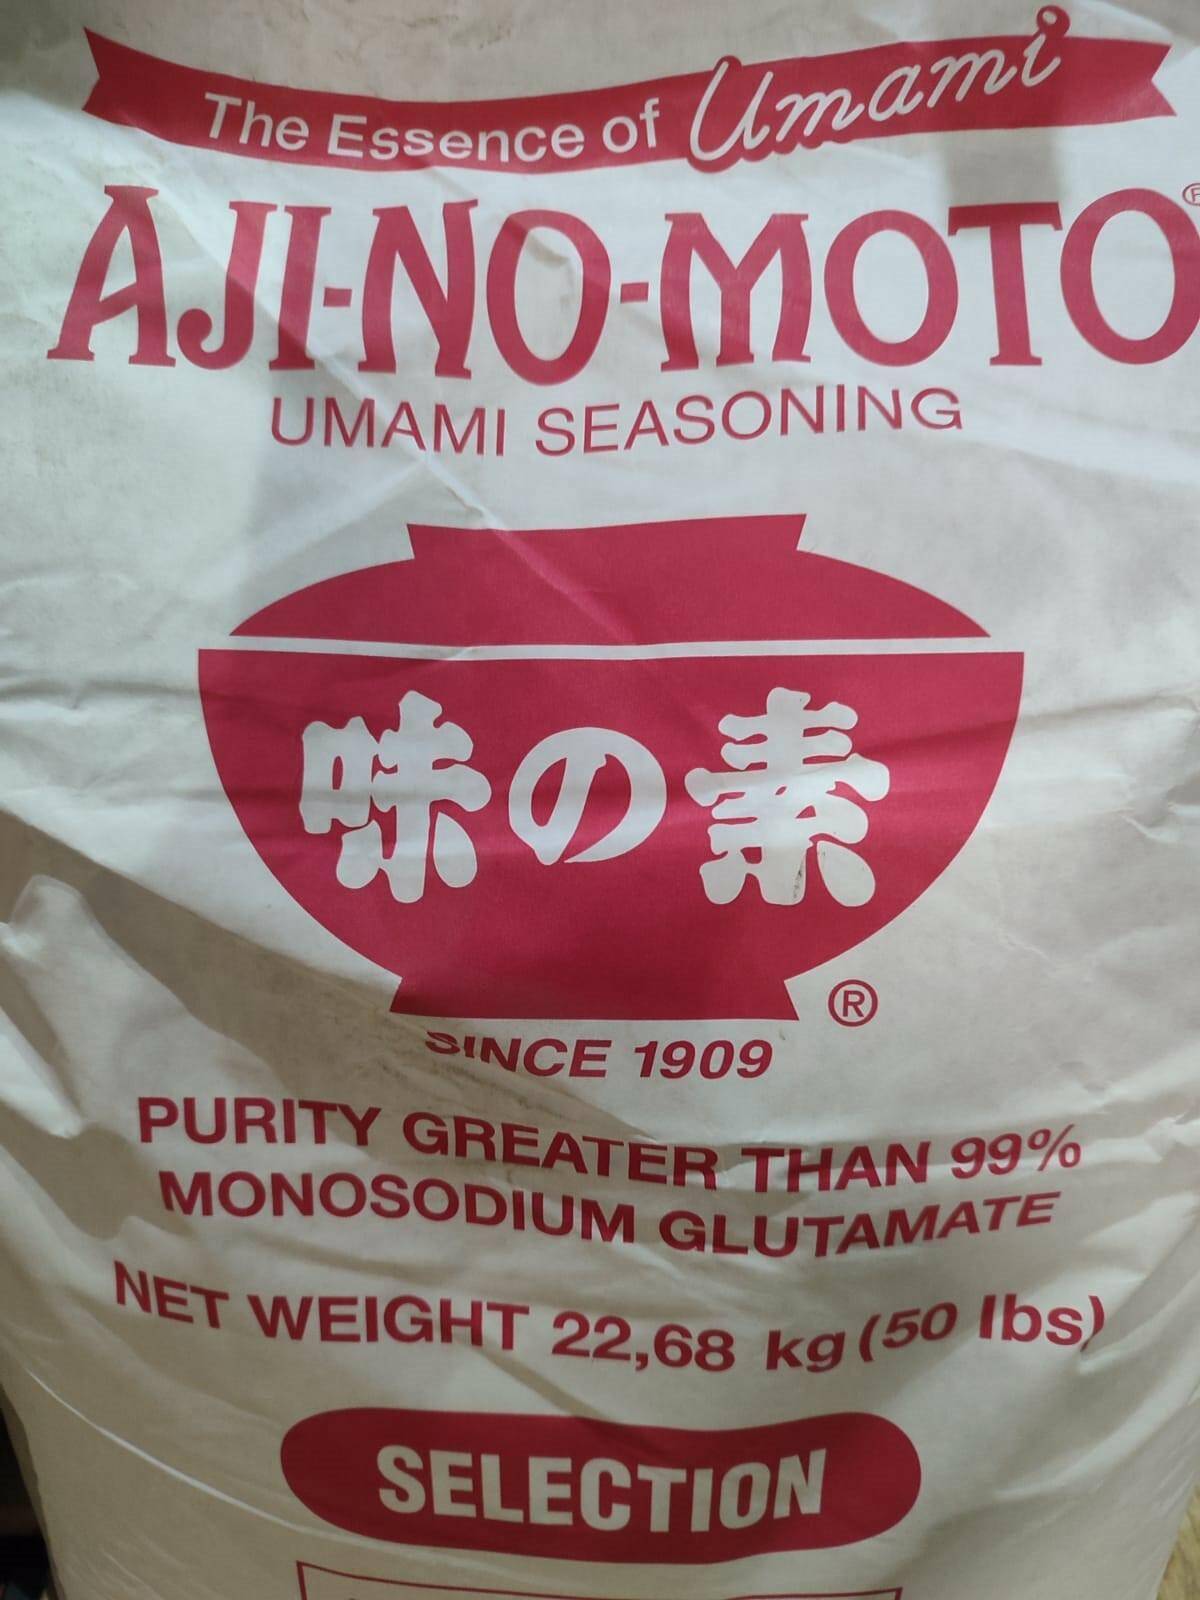 The Essence of Umami
AJI-NO-MOTO®
UMAMI SEASONING
味の素
®
SINCE 1909
PURITY GREATER THAN 99%
MONOSODIUM GLUTAMATE
NET WEIGHT 22,68 kg (50 lbs)
SELECTION